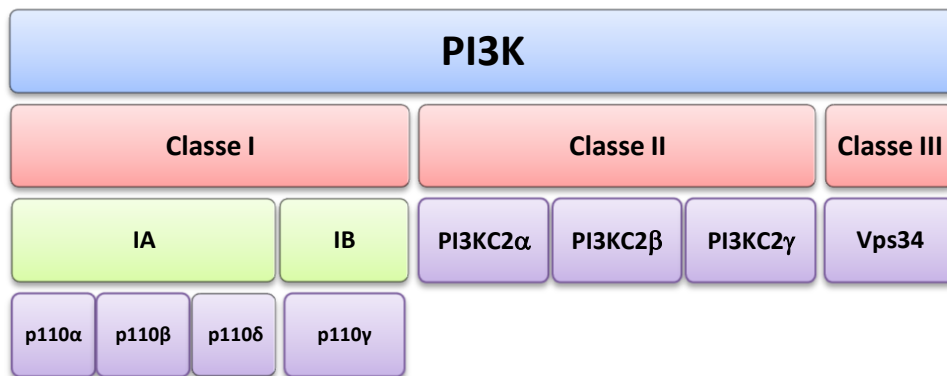 PI3K
Classe I
Classe II
Classe III
IA
IB
PI3KC2α
PI3KC2β
PI3KC2γ
Vps34
p110α
p110β
p110δ
p110γ